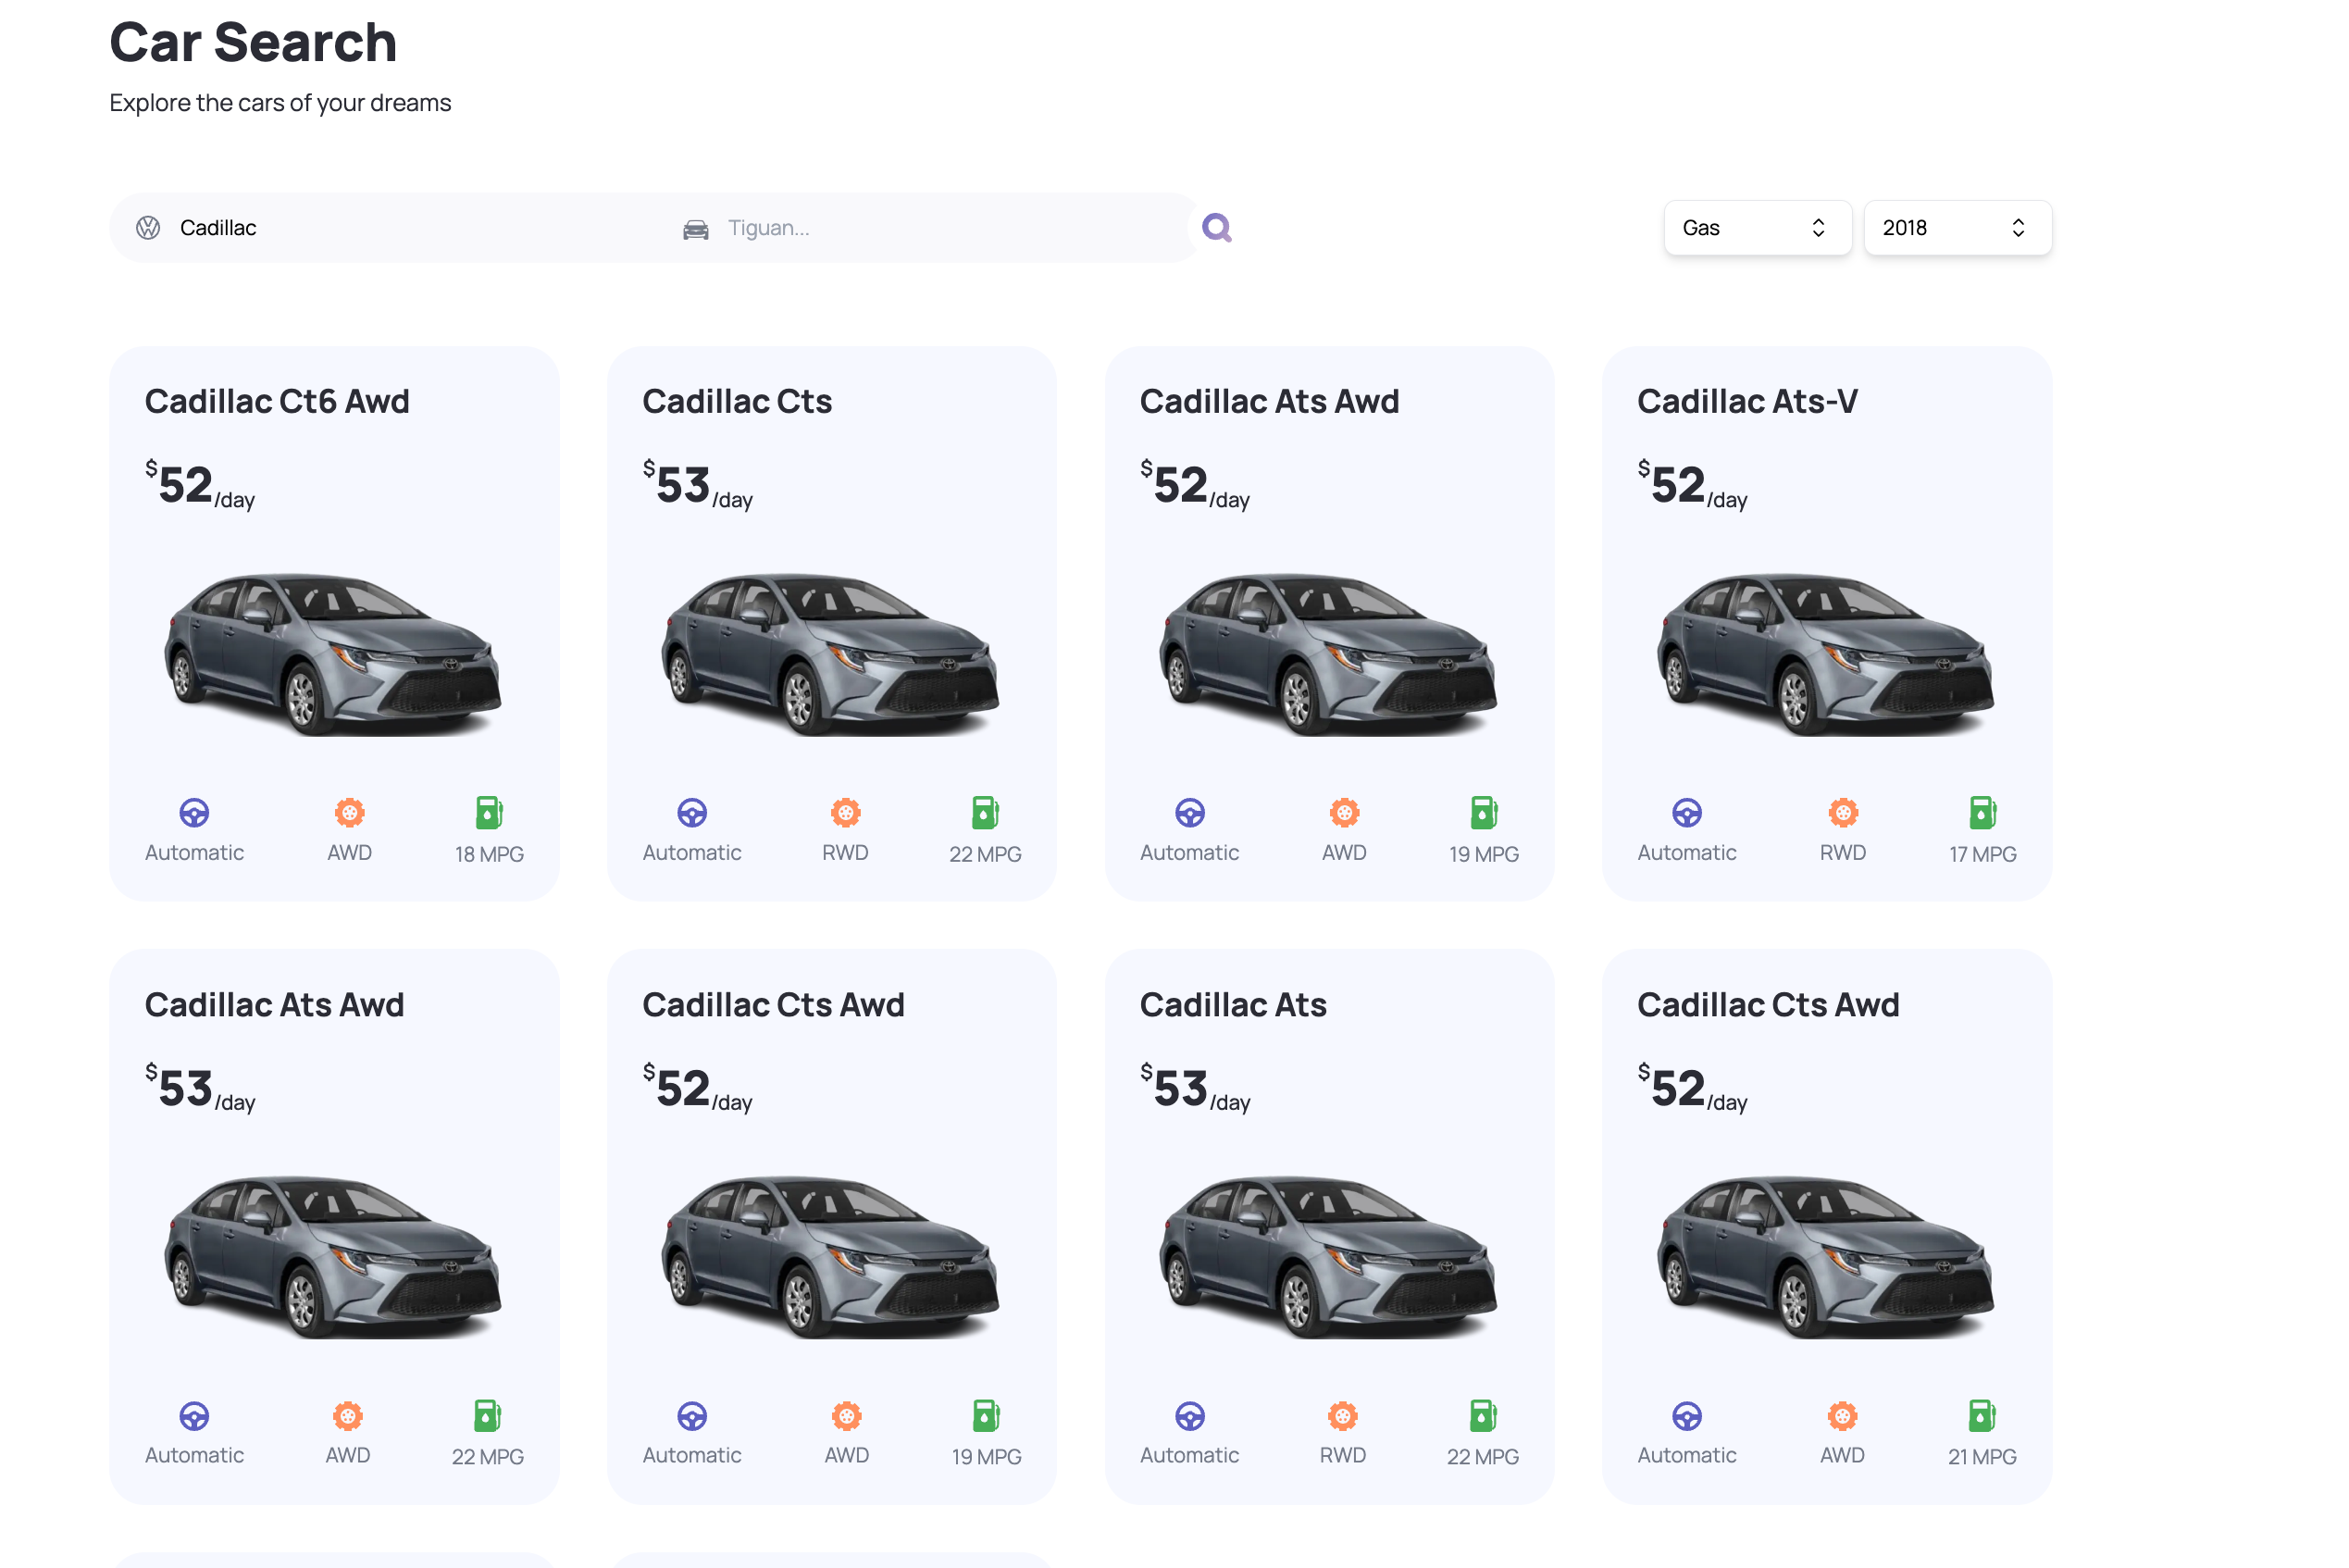 Car Search
Explore the cars of your dreams
Cadillac
Tiguan...
Gas
2018
Cadillac Ct6 Awd
$52/day
Automatic
AWD
18 MPG
Cadillac Cts
$53/day
Automatic
RWD
22 MPG
Cadillac Ats Awd
$52/day
Automatic
AWD
19 MPG
Cadillac Ats-V
$52/day
Automatic
RWD
17 MPG
Cadillac Ats Awd
$53/day
Automatic
AWD
22 MPG
Cadillac Cts Awd
$52/day
Automatic
AWD
19 MPG
Cadillac Ats
$53/day
Automatic
RWD
22 MPG
Cadillac Cts Awd
$52/day
Automatic
AWD
21 MPG